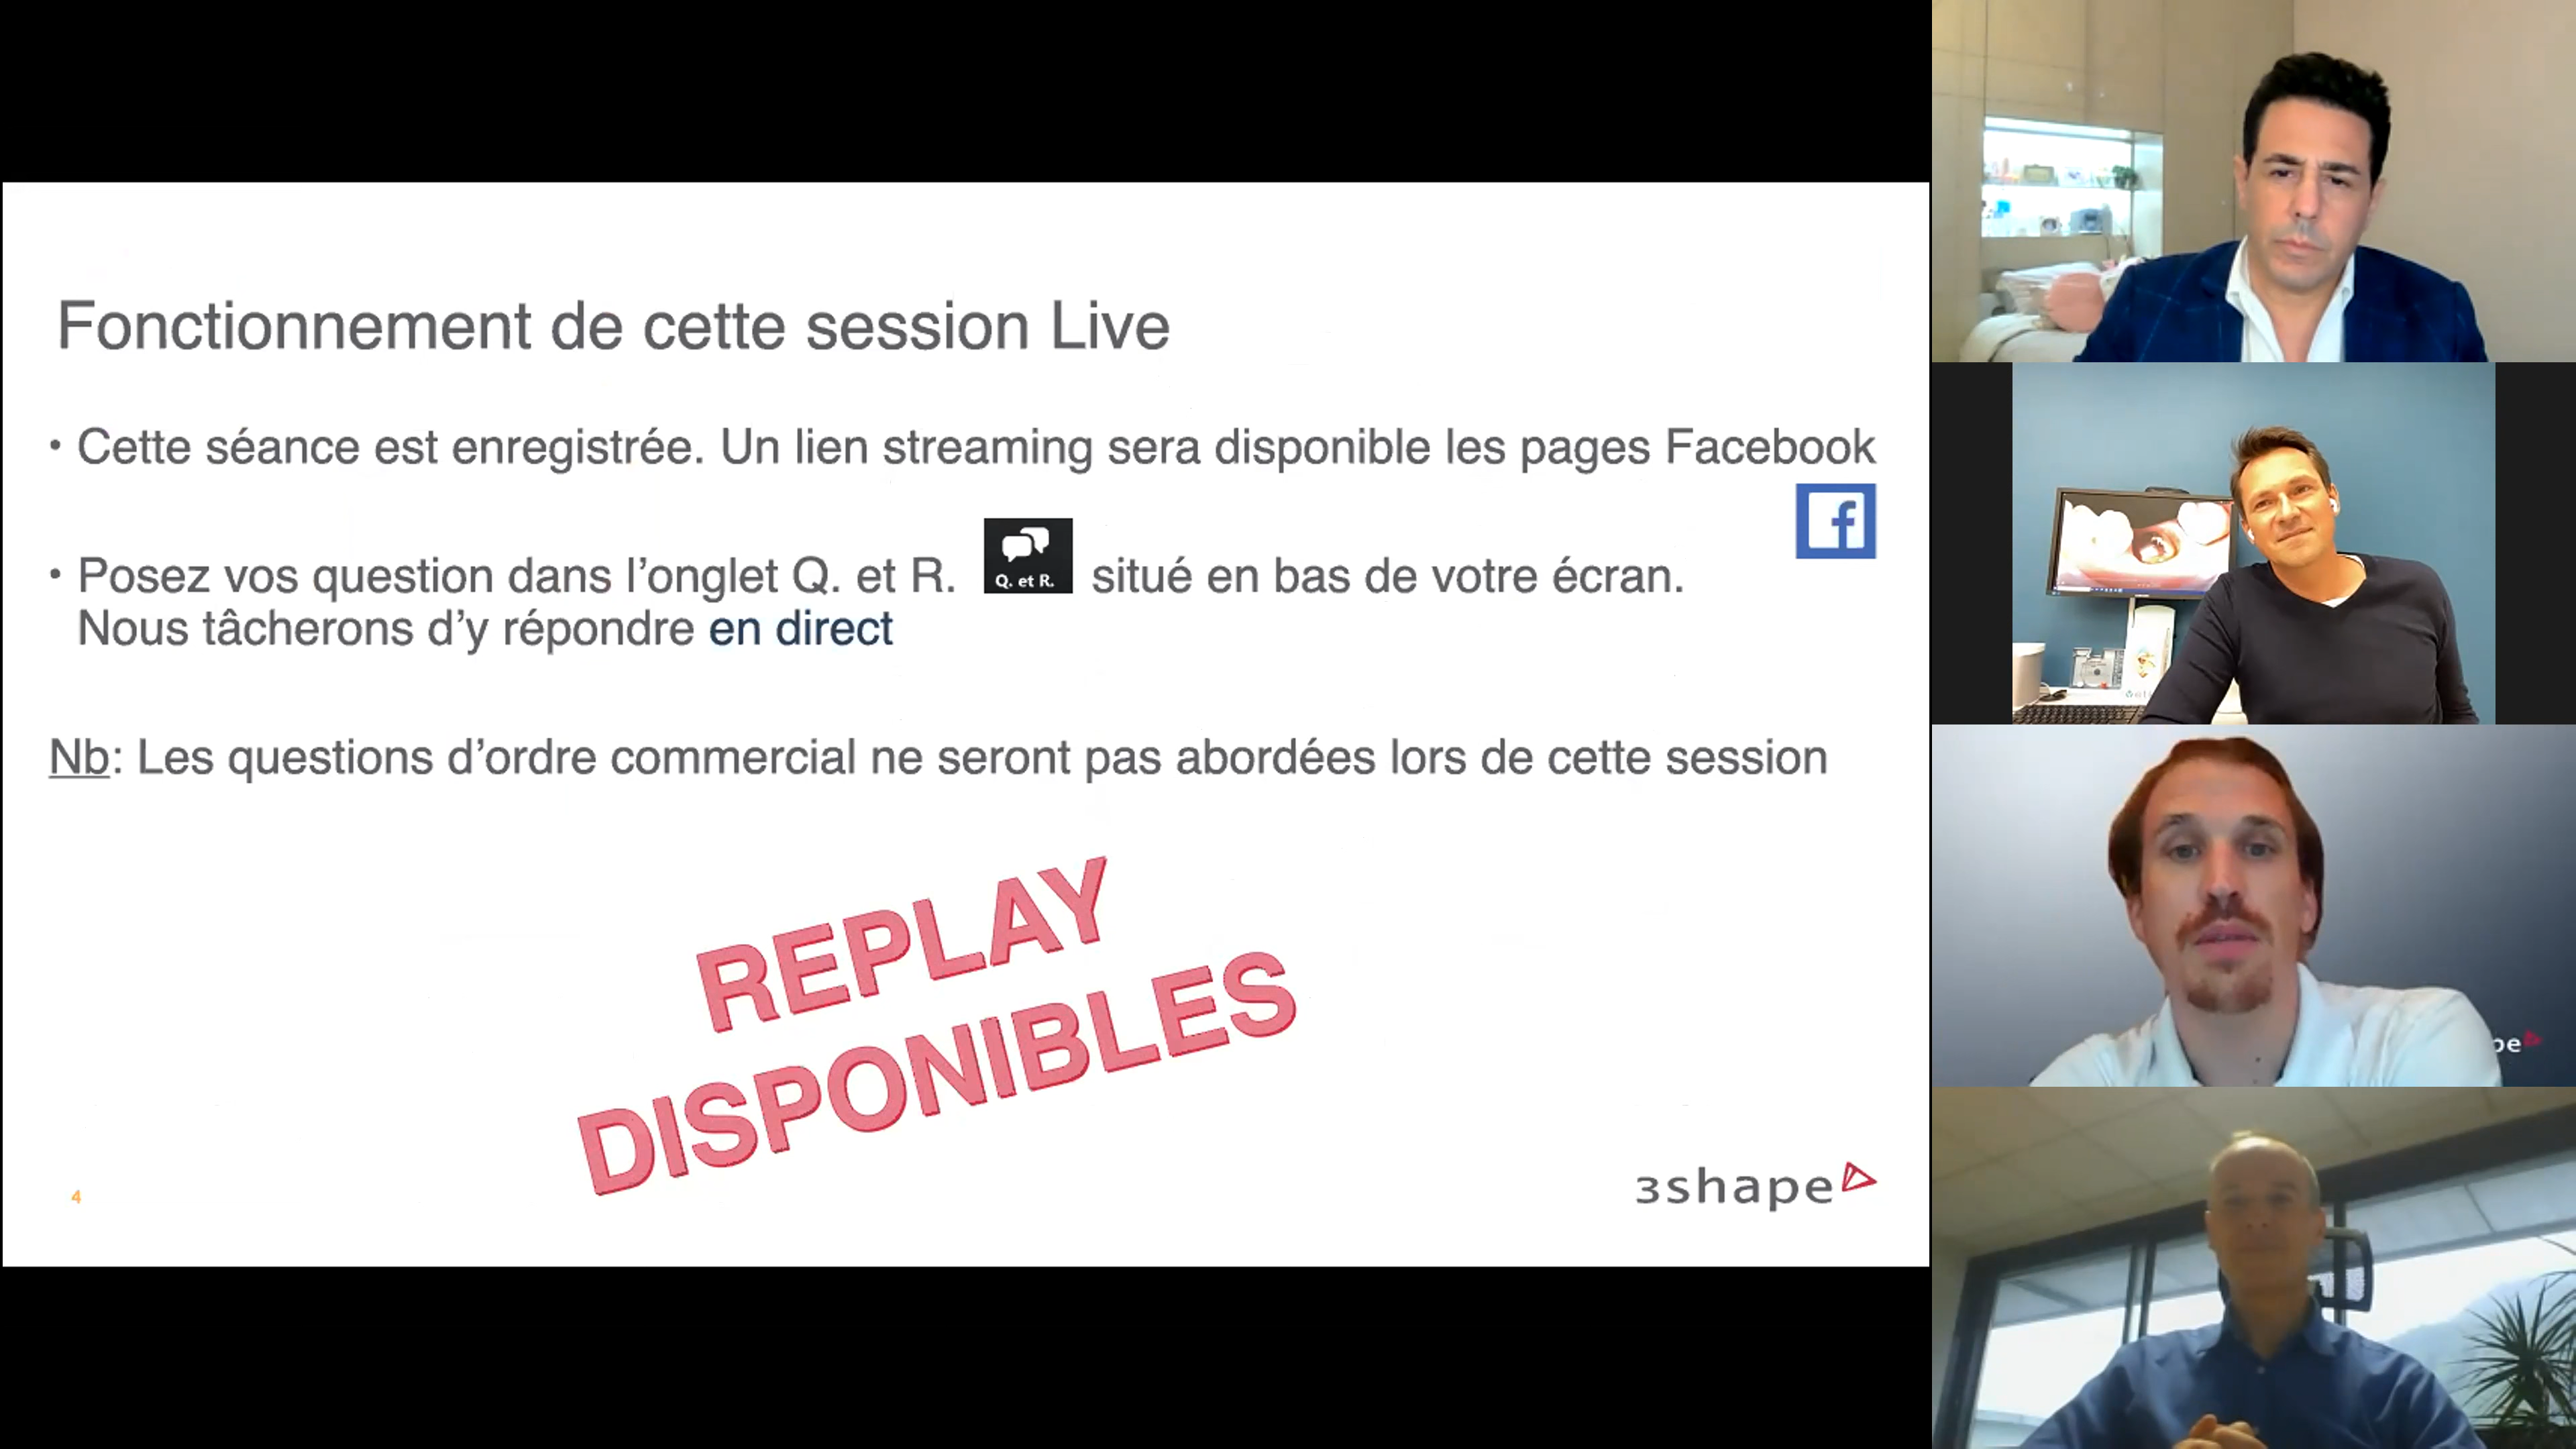 Fonctionnement de cette session Live
• Cette séance est enregistrée. Un lien streaming sera disponible les pages Facebook
• Posez vos question dans l'onglet Q. et R. Q. et R. situé en bas de votre écran.
Nous tâcherons d'y répondre en direct
Nb: Les questions d'ordre commercial ne seront pas abordées lors de cette session
REPLAY
DISPONIBLES
4
3shape
pe